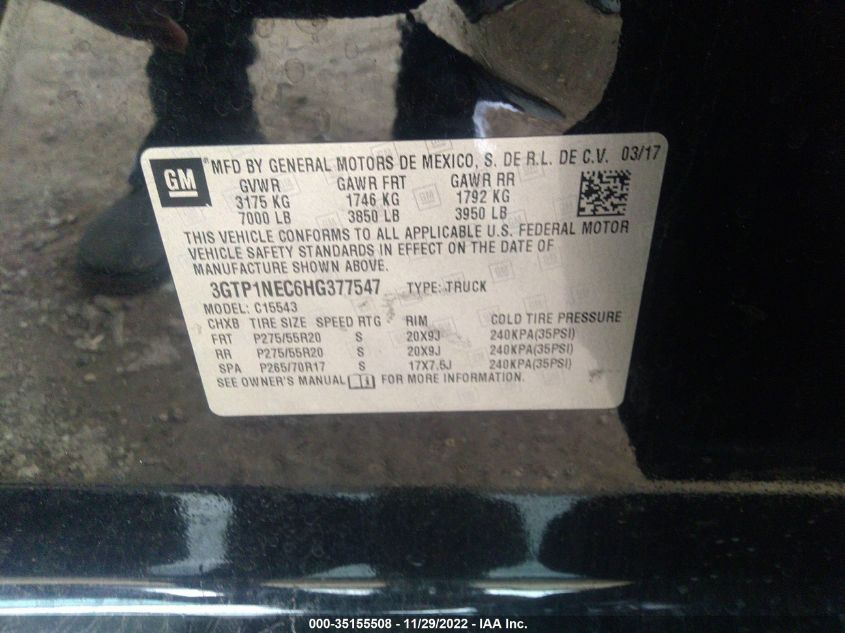 GM ® MFD BY GENERAL MOTORS DE MEXICO, S. DE R.L. DE C.V. 03/17
GVWR GAWR FRT GAWR RR
3175 KG 1746 KG 1792 KG
7000 LB 3850 LB 3950 LB
THIS VEHICLE CONFORMS TO ALL APPLICABLE U.S. FEDERAL MOTOR
VEHICLE SAFETY STANDARDS IN EFFECT ON THE DATE OF
MANUFACTURE SHOWN ABOVE.
3GTP1NEC6HG377547 TYPE: TRUCK
MODEL: C15543
CHXB TIRE SIZE SPEED RTG RIM COLD TIRE PRESSURE
FRT P275/55R20 S 20X9J 240KPA(35PSI)
RR P275/55R20 S 20X9J 240KPA(35PSI)
SPA P265/70R17 S 17X7.5J 240KPA(35PSI)
SEE OWNER'S MANUAL FOR MORE INFORMATION.
000-35155508 - 11/29/2022 - IAA Inc.